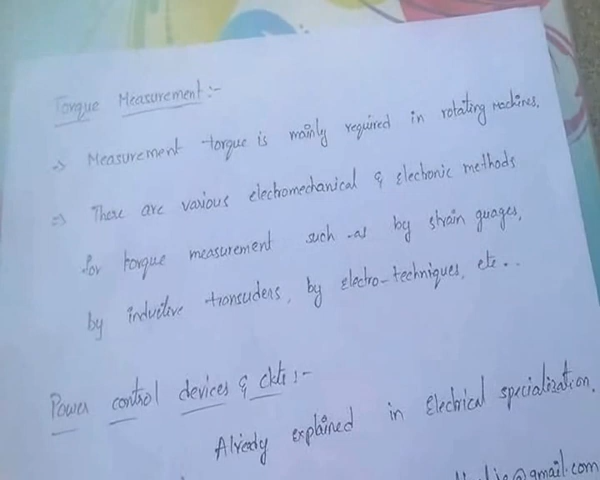 Torque Measurement :-
⇒ Measurement torque is mainly required in rotating machines.
⇒ There are various electromechanical & electronic methods
for torque measurement such as by strain guages,
by inductive transuders, by electro-techniques, etc..
Power control devices & ckts :-
Already explained in Electrical specialization.
@gmail.com